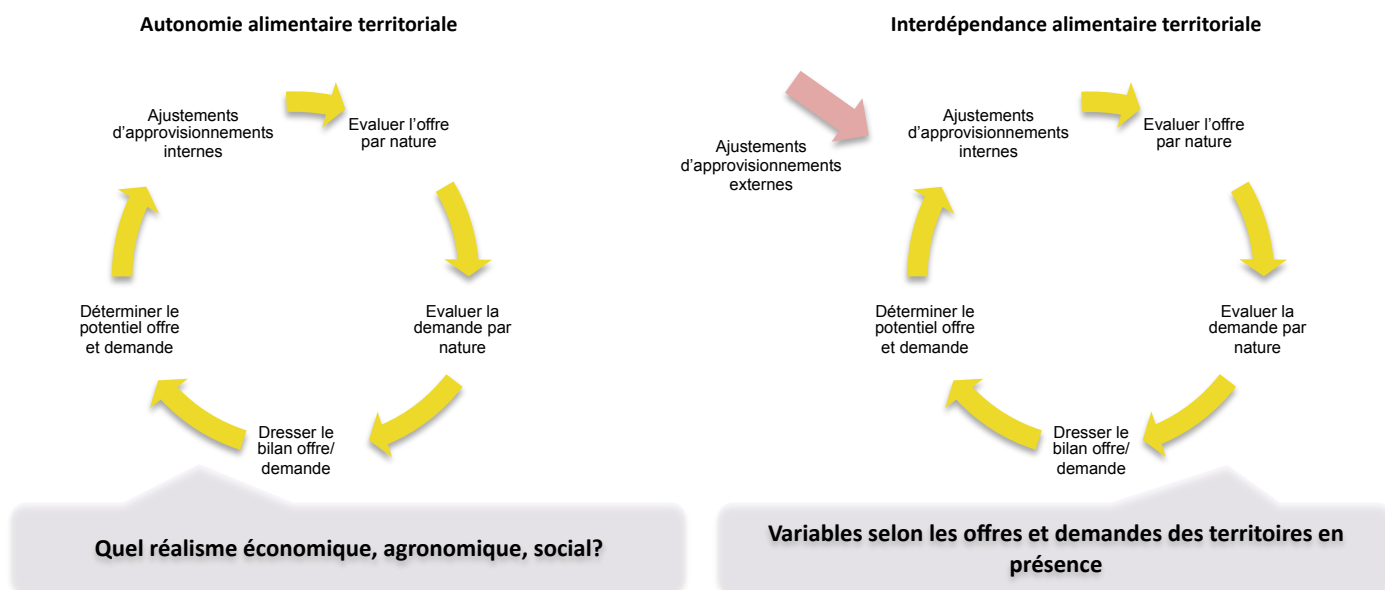 Autonomie alimentaire territoriale
Ajustements
d'approvisionnements
internes
Evaluer l'offre
par nature
Evaluer la
demande par
nature
Dresser le
bilan offre/
demande
Déterminer le
potentiel offre
et demande
Quel réalisme économique, agronomique, social?
Interdépendance alimentaire territoriale
Ajustements
d'approvisionnements
externes
Ajustements
d'approvisionnements
internes
Evaluer l'offre
par nature
Evaluer la
demande par
nature
Dresser le
bilan offre/
demande
Déterminer le
potentiel offre
et demande
Variables selon les offres et demandes des territoires en
présence